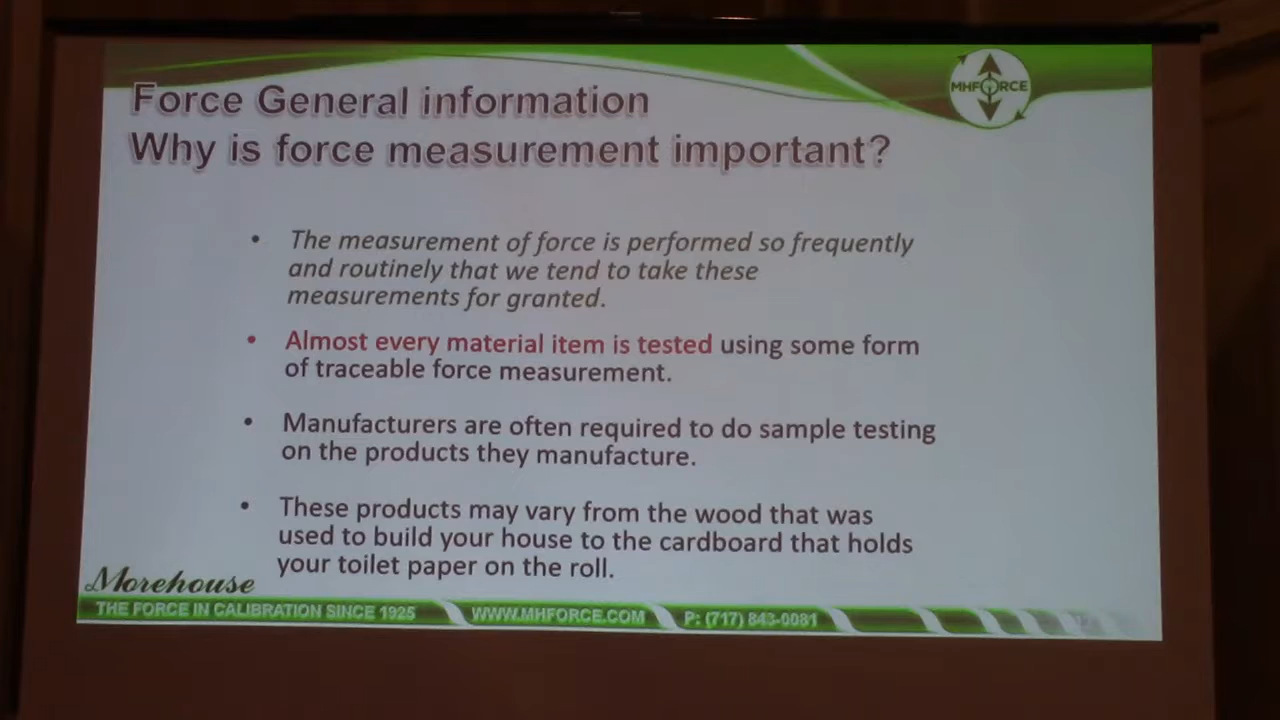 MHFORCE
Force General information
Why is force measurement important?
• The measurement of force is performed so frequently
and routinely that we tend to take these
measurements for granted.
• Almost every material item is tested using some form
of traceable force measurement.
• Manufacturers are often required to do sample testing
on the products they manufacture.
• These products may vary from the wood that was
used to build your house to the cardboard that holds
your toilet paper on the roll.
Morehouse
THE FORCE IN CALIBRATION SINCE 1925 WWW.MHFORCE.COM P: (717) 843-0081